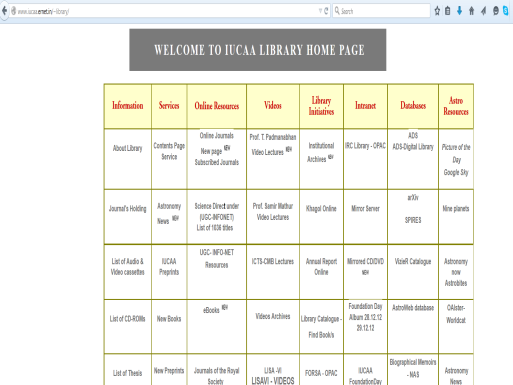 www.iucaa.ernet.in/~library/
Search
WELCOME TO IUCAA LIBRARY HOME PAGE
Information Services Online Resources Videos Library Initiatives Intranet Databases Astro Resources
About Library
Contents Page
Service
Online Journals
New page NEW
Subscribed Journals
Prof. T. Padmanabhan
Video Lectures NEW
Institutional
Archives NEW
IRC Library - OPAC
ADS
ADS-Digital Library
Picture of the
Day
Google Sky
Journal's Holding
Astronomy
News NEW
Science Direct under
(UGC-INFONET)
List of 1036 titles
Prof. Samir Mathur
Video Lectures
Khagol Online
Mirror Server
arXiv
SPIRES
Nine planets
List of Audio &
Video cassettes
IUCAA
Preprints
UGC- INFO-NET
Resources
ICTS-CMB Lectures
Annual Report
Online
Mirrored CD/DVD
NEW
VizieR Catalogue
Astronomy
now
Astrobites
List of CD-ROMs
New Books
eBooks NEW
Videos Archives
Library Catalogue -
Find Book/s
Foundation Day
Album 28.12.12
29.12.12
AstroWeb database
OAIster-
Worldcat
List of Thesis
New Preprints
Journals of the Royal
Society
LISA -VI
LISAVI - VIDEOS
FORSA - OPAC
IUCAA
FoundationDay
Biographical Memoirs
- NAS
Astronomy
News